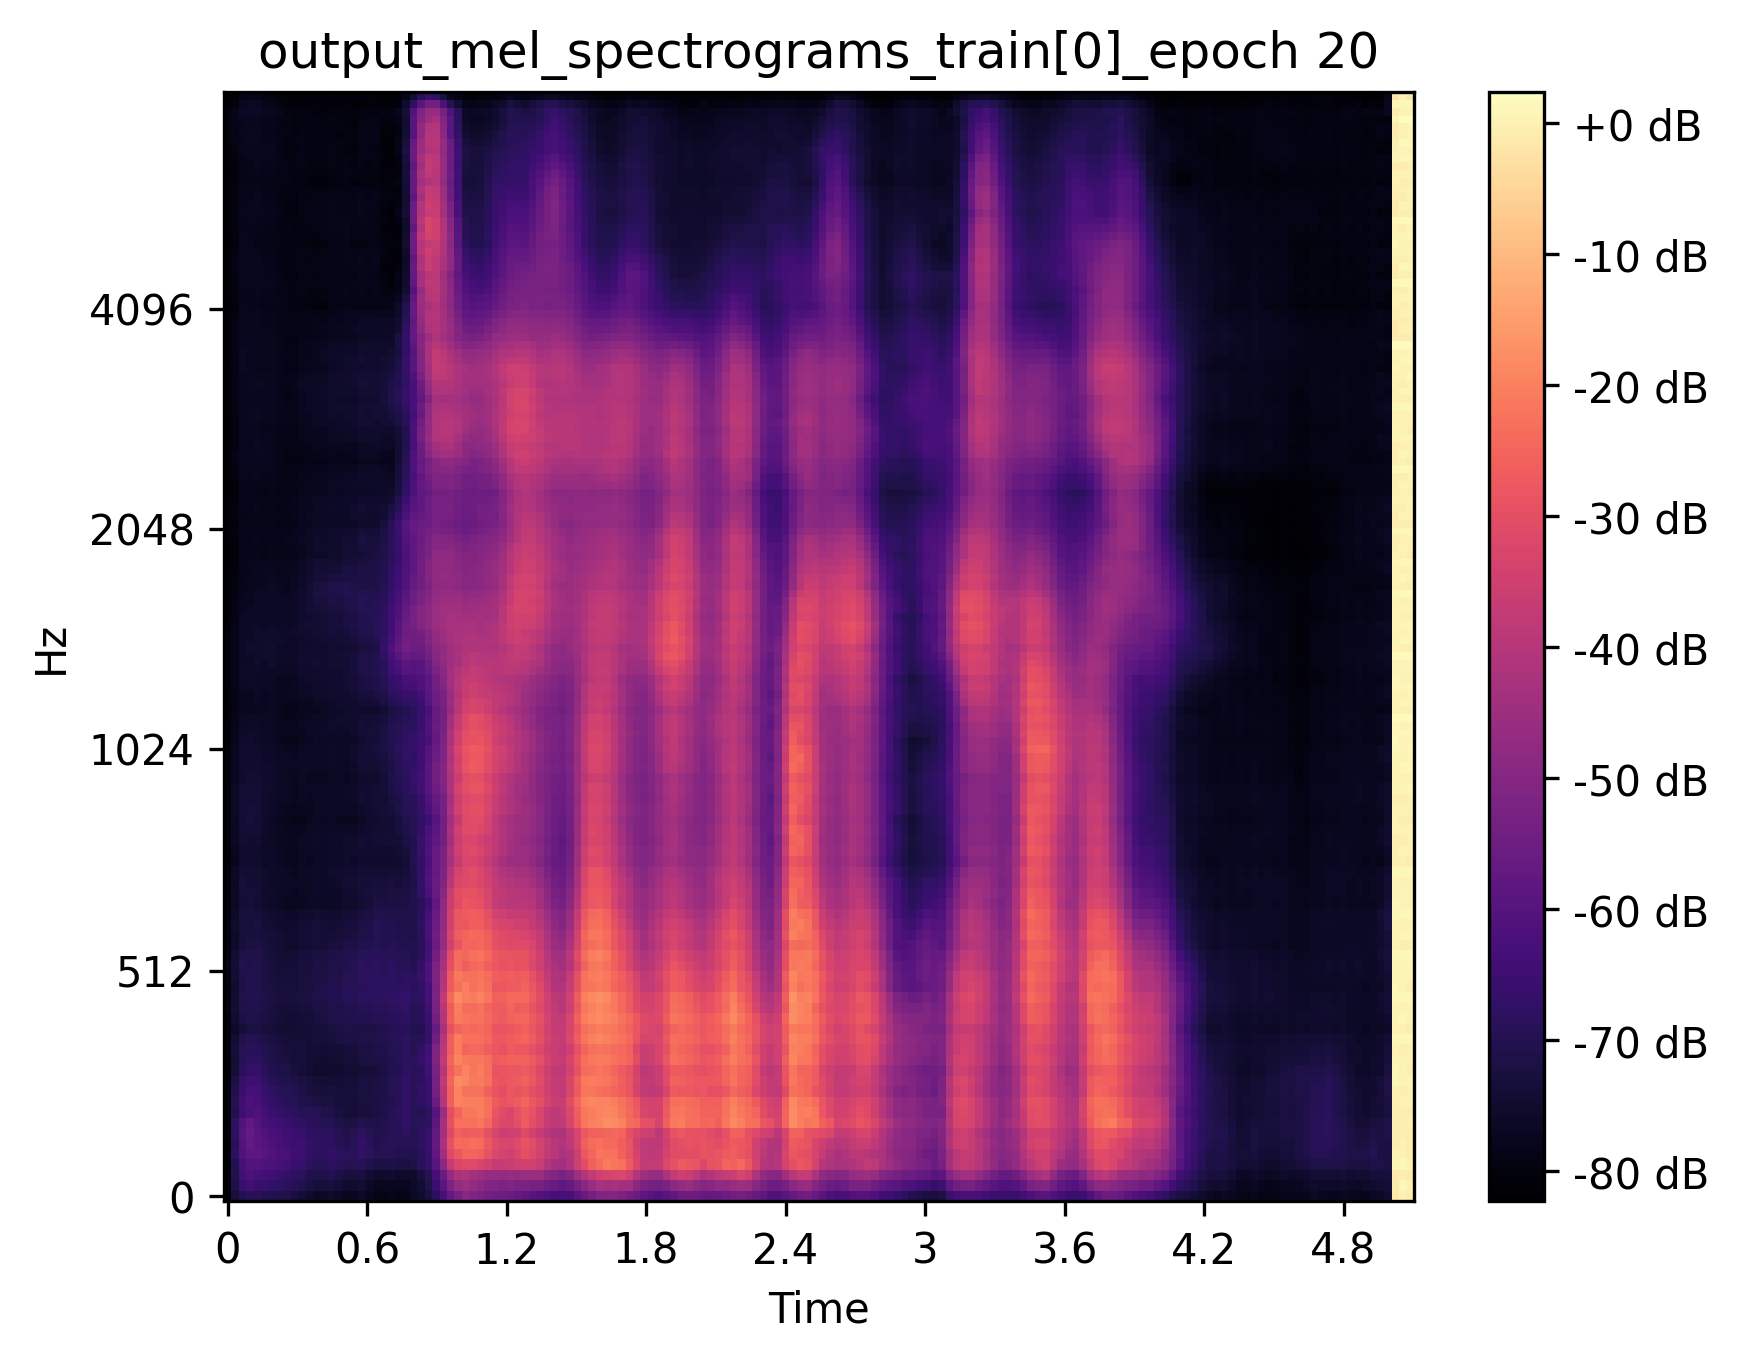 output_mel_spectrograms_train[0]_epoch 20
+0 dB
-10 dB
-20 dB
-30 dB
-40 dB
-50 dB
-60 dB
-70 dB
-80 dB
Hz
4096
2048
1024
512
0
0 0.6 1.2 1.8 2.4 3 3.6 4.2 4.8
Time